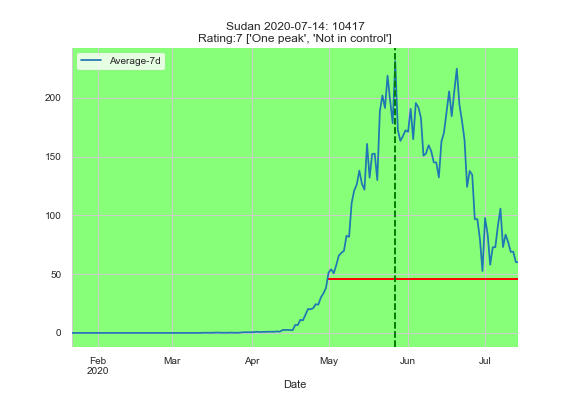 Sudan 2020-07-14: 10417
Rating:7 ['One peak', 'Not in control']
Average-7d
200
150
100
50
0
Feb Mar Apr May Jun Jul
2020
Date